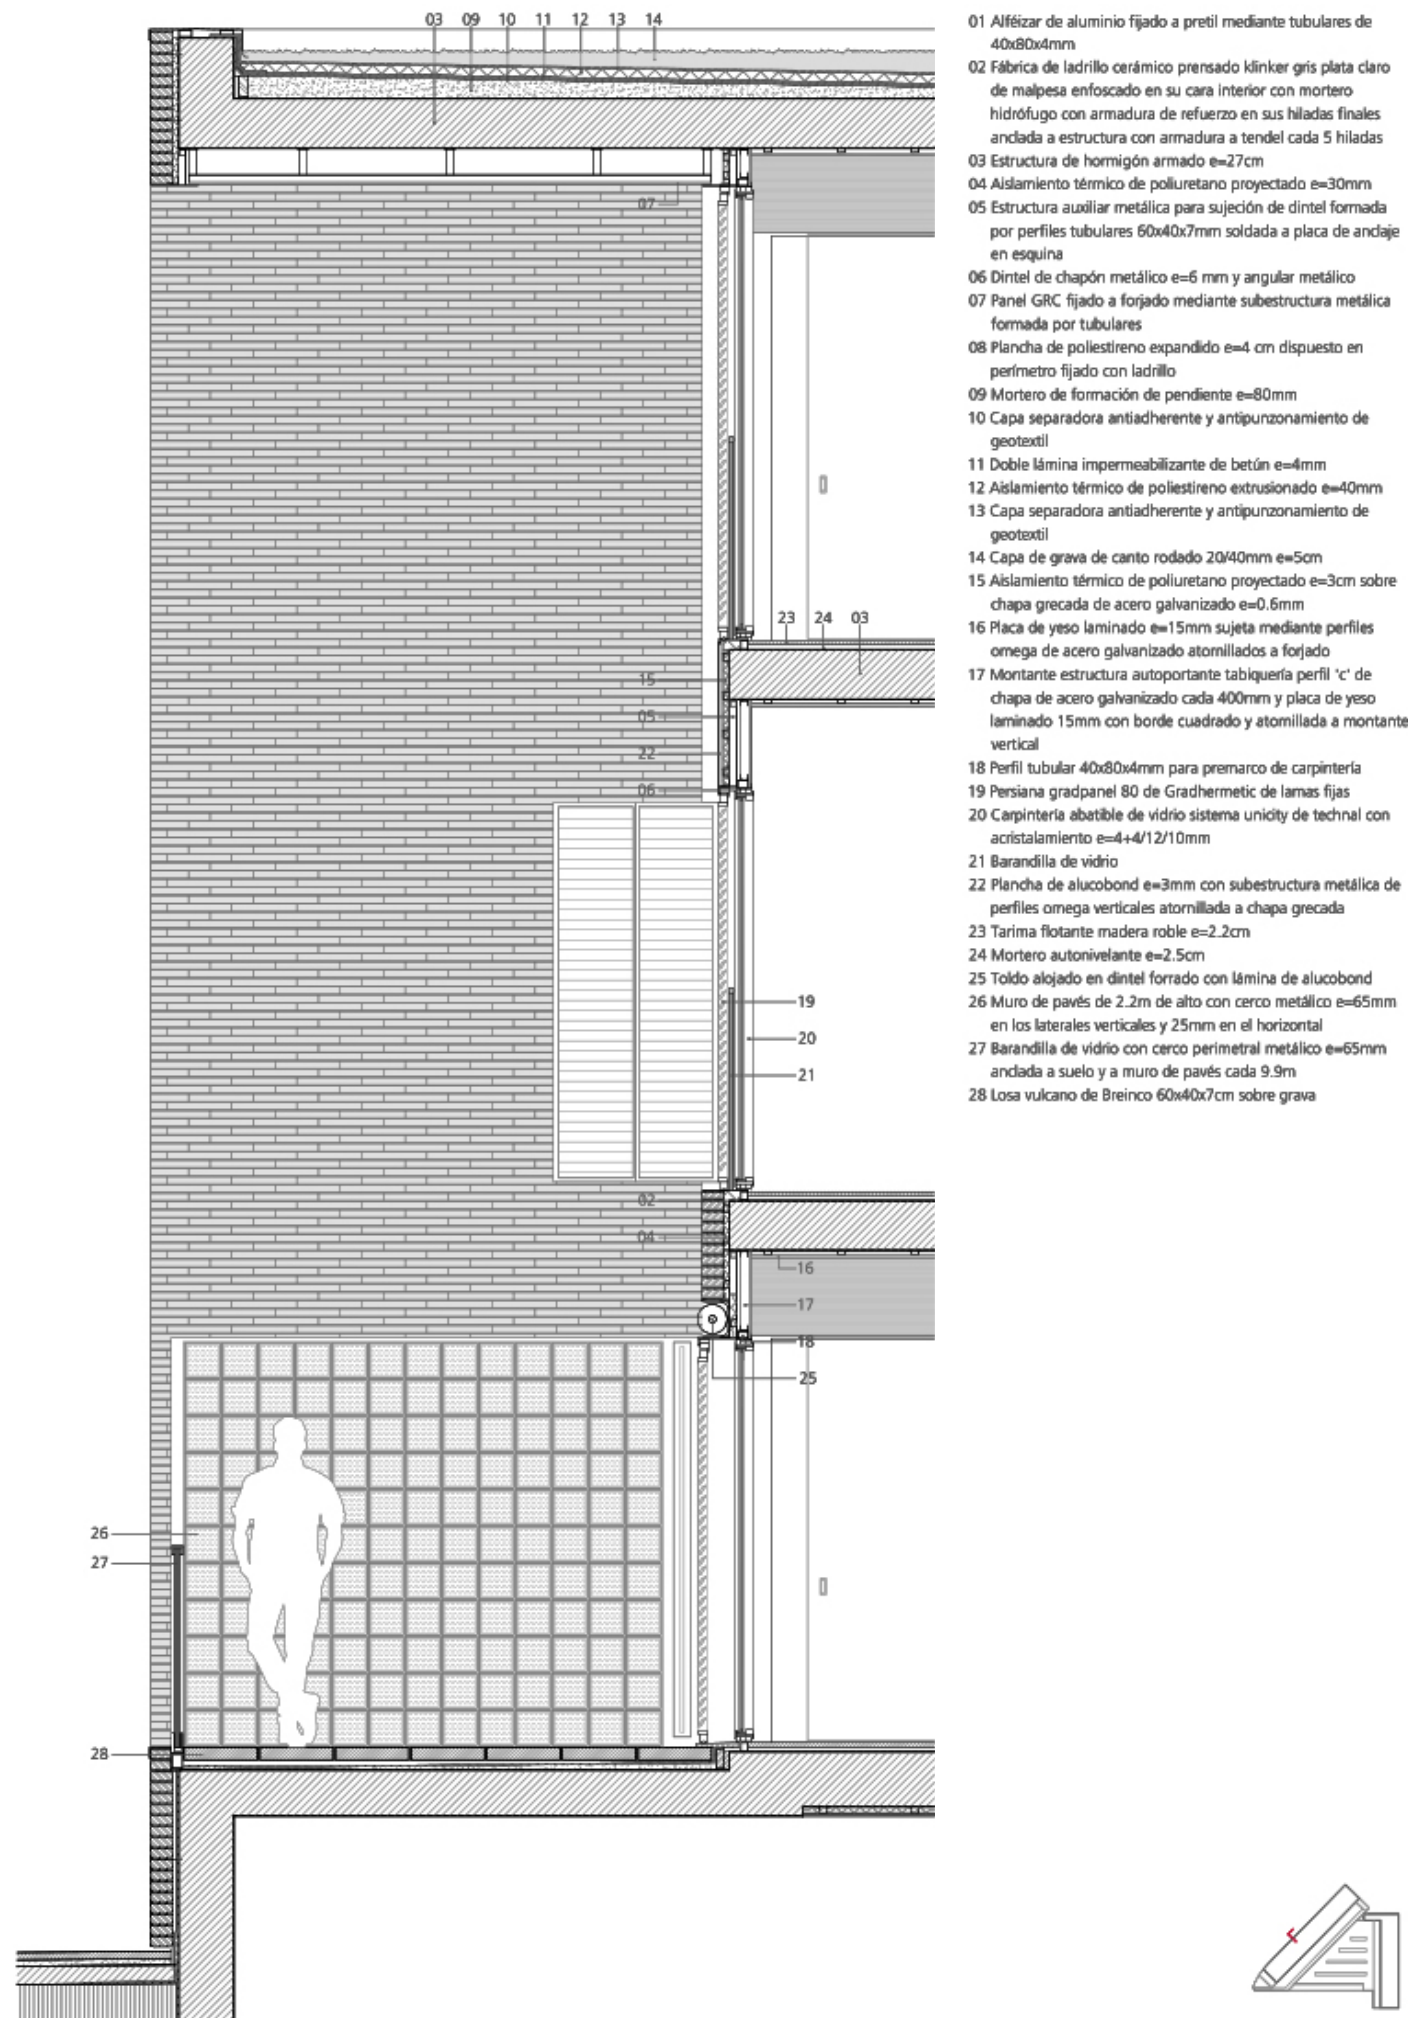 03 09 10 11 12 13 14
07
23 24 03
15
05
22
06
19
20
21
02
04
16
17
18
25
26
27
28
01 Alféizar de aluminio fijado a pretil mediante tubulares de
40x80x4mm
02 Fábrica de ladrillo cerámico prensado klinker gris plata claro
de malpesa enfoscado en su cara interior con mortero
hidrófugo con armadura de refuerzo en sus hiladas finales
anclada a estructura con armadura a tendel cada 5 hiladas
03 Estructura de hormigón armado e=27cm
04 Aislamiento térmico de poliuretano proyectado e=30mm
05 Estructura auxiliar metálica para sujeción de dintel formada
por perfiles tubulares 60x40x7mm soldada a placa de anclaje
en esquina
06 Dintel de chapón metálico e=6 mm y angular metálico
07 Panel GRC fijado a forjado mediante subestructura metálica
formada por tubulares
08 Plancha de poliestireno expandido e=4 cm dispuesto en
perímetro fijado con ladrillo
09 Mortero de formación de pendiente e=80mm
10 Capa separadora antiadherente y antipunzonamiento de
geotextil
11 Doble lámina impermeabilizante de betún e=4mm
12 Aislamiento térmico de poliestireno extrusionado e=40mm
13 Capa separadora antiadherente y antipunzonamiento de
geotextil
14 Capa de grava de canto rodado 20/40mm e=5cm
15 Aislamiento térmico de poliuretano proyectado e=3cm sobre
chapa grecada de acero galvanizado e=0.6mm
16 Placa de yeso laminado e=15mm sujeta mediante perfiles
omega de acero galvanizado atornillados a forjado
17 Montante estructura autoportante tabiquería perfil 'c' de
chapa de acero galvanizado cada 400mm y placa de yeso
laminado 15mm con borde cuadrado y atornillada a montante
vertical
18 Perfil tubular 40x80x4mm para premarco de carpintería
19 Persiana gradpanel 80 de Gradhermetic de lamas fijas
20 Carpintería abatible de vidrio sistema unicity de technal con
acristalamiento e=4+4/12/10mm
21 Barandilla de vidrio
22 Plancha de alucobond e=3mm con subestructura metálica de
perfiles omega verticales atornillada a chapa grecada
23 Tarima flotante madera roble e=2.2cm
24 Mortero autonivelante e=2.5cm
25 Toldo alojado en dintel forrado con lámina de alucobond
26 Muro de pavés de 2.2m de alto con cerco metálico e=65mm
en los laterales verticales y 25mm en el horizontal
27 Barandilla de vidrio con cerco perimetral metálico e=65mm
anclada a suelo y a muro de pavés cada 9.9m
28 Losa vulcano de Breinco 60x40x7cm sobre grava